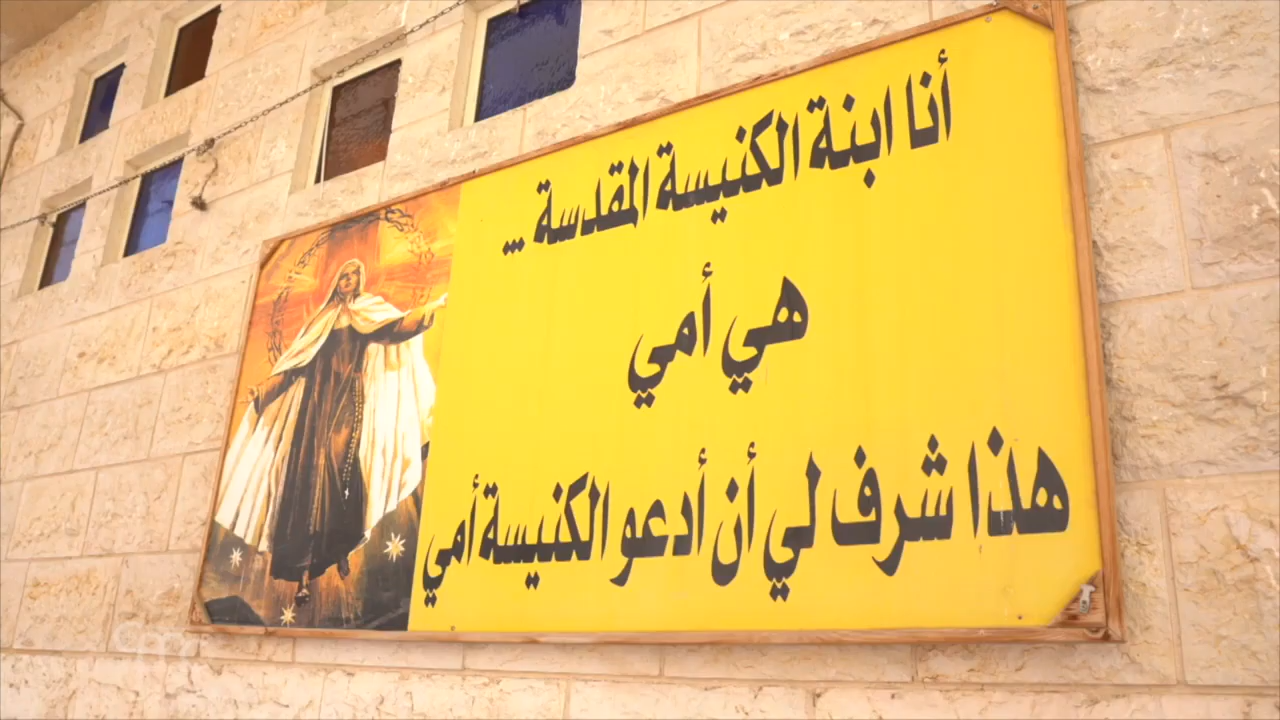 أنا ابنة الكنيسة المقدسة ...
هي أمي
هذا شرف لي أن أدعو الكنيسة أمي